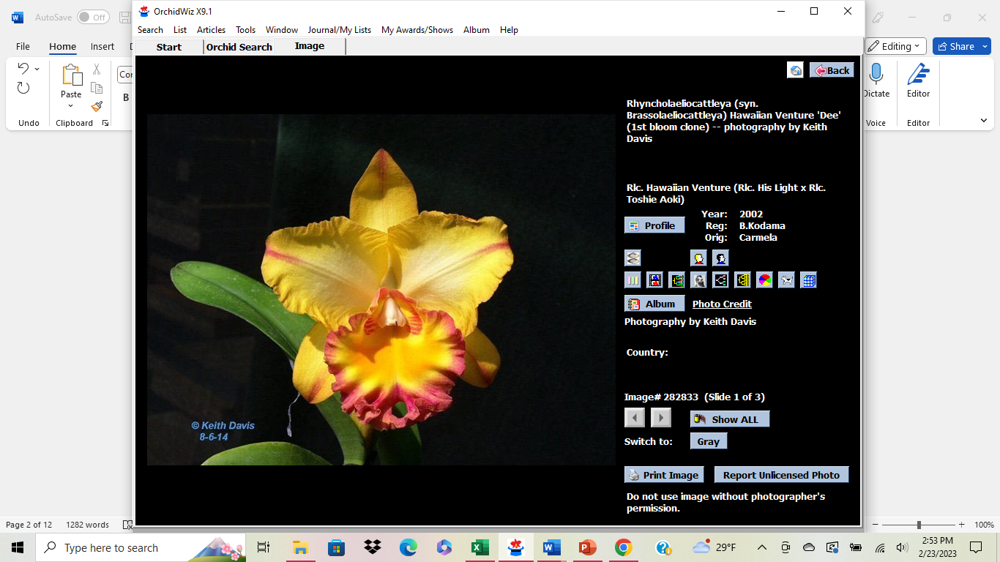 AutoSave
Off
OrchidWiz X9.1
Search List Articles Tools Window Journal/My Lists My Awards/Shows Album Help
File Home Insert
Start Orchid Search Image
Editing
Share
Back
Paste
B
Dictate
Editor
Undo Clipboard
Voice Editor
Rhyncholaeliocattleya (syn.
Brassolaeliocattleya) Hawaiian Venture 'Dee'
(1st bloom clone) -- photography by Keith
Davis
Rlc. Hawaiian Venture (Rlc. His Light x Rlc.
Toshie Aoki)
Profile
Year: 2002
Reg: B.Kodama
Orig: Carmela
Album Photo Credit
Photography by Keith Davis
Country:
Image# 282833 (Slide 1 of 3)
Show ALL
Switch to: Gray
Print Image Report Unlicensed Photo
Do not use image without photographer's
permission.
© Keith Davis
8-6-14
Page 2 of 12 1282 words
100%
Type here to search
29°F
2:53 PM
2/23/2023